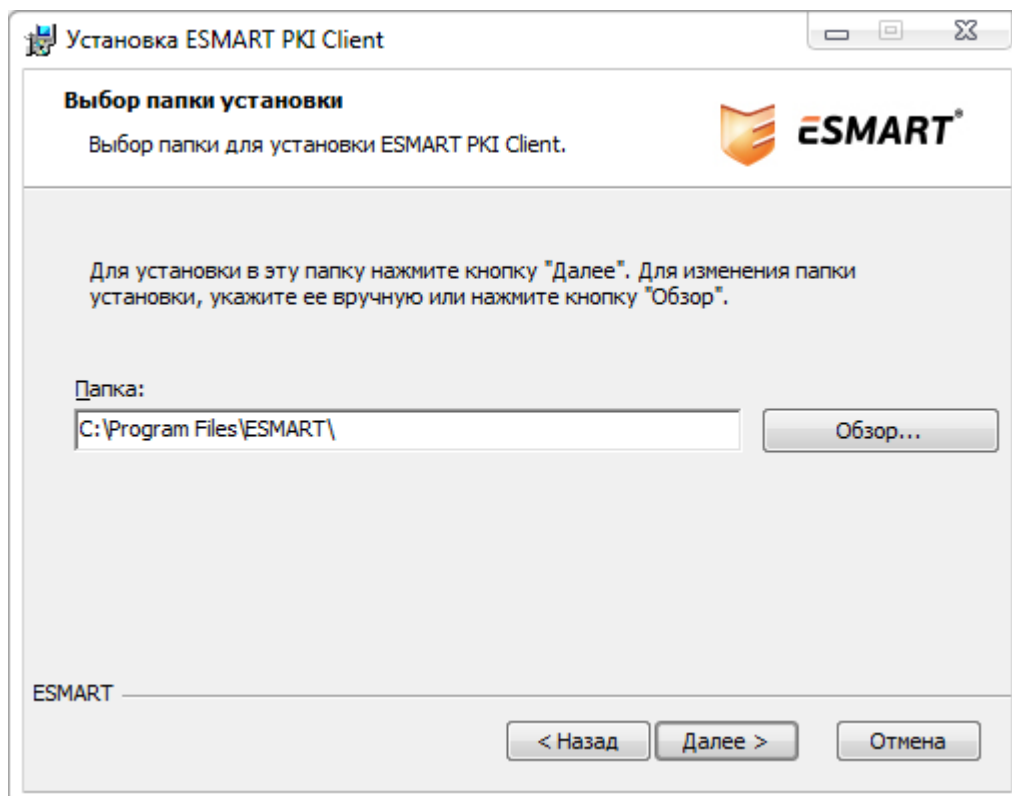 Установка ESMART PKI Client
Выбор папки установки
Выбор папки для установки ESMART PKI Client.
ESMART®
Для установки в эту папку нажмите кнопку "Далее". Для изменения папки
установки, укажите ее вручную или нажмите кнопку "Обзор".
Папка:
C:\Program Files\ESMART\
Обзор...
ESMART
< Назад
Далее >
Отмена